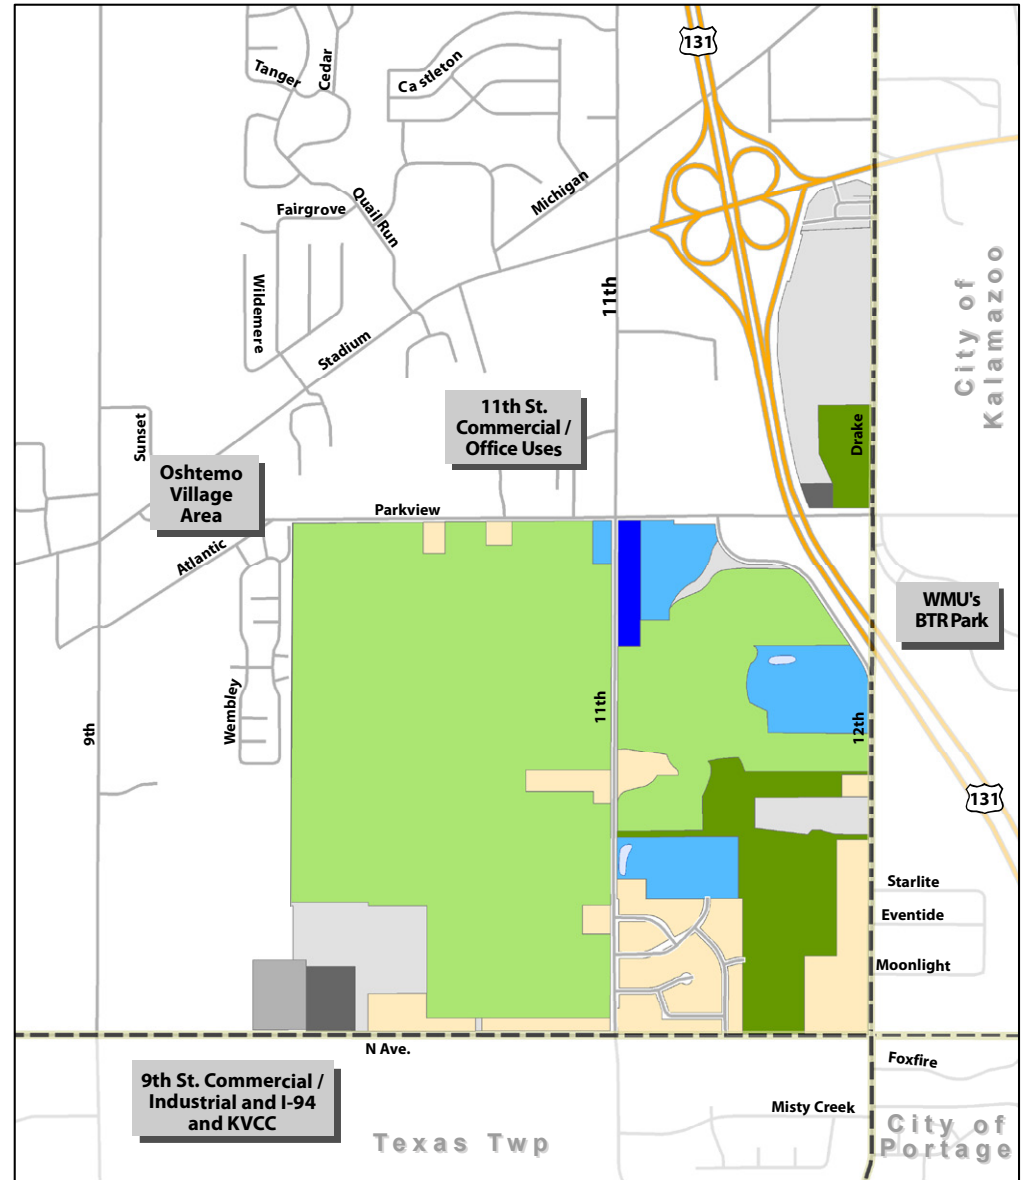 131
Tanger
Cedar
Castleton
Michigan
Quail Run
Fairgrove
Wildemere
11th
Stadium
City of
Kalamazoo
Sunset
11th St.
Commercial /
Office Uses
Drake
Oshtemo
Village
Area
Parkview
Atlantic
WMU's
BTR Park
Wembley
9th
11th
12th
131
Starlite
Eventide
Moonlight
N Ave.
Foxfire
9th St. Commercial /
Industrial and I-94
and KVCC
Misty Creek
Texas Twp
City of
Portage